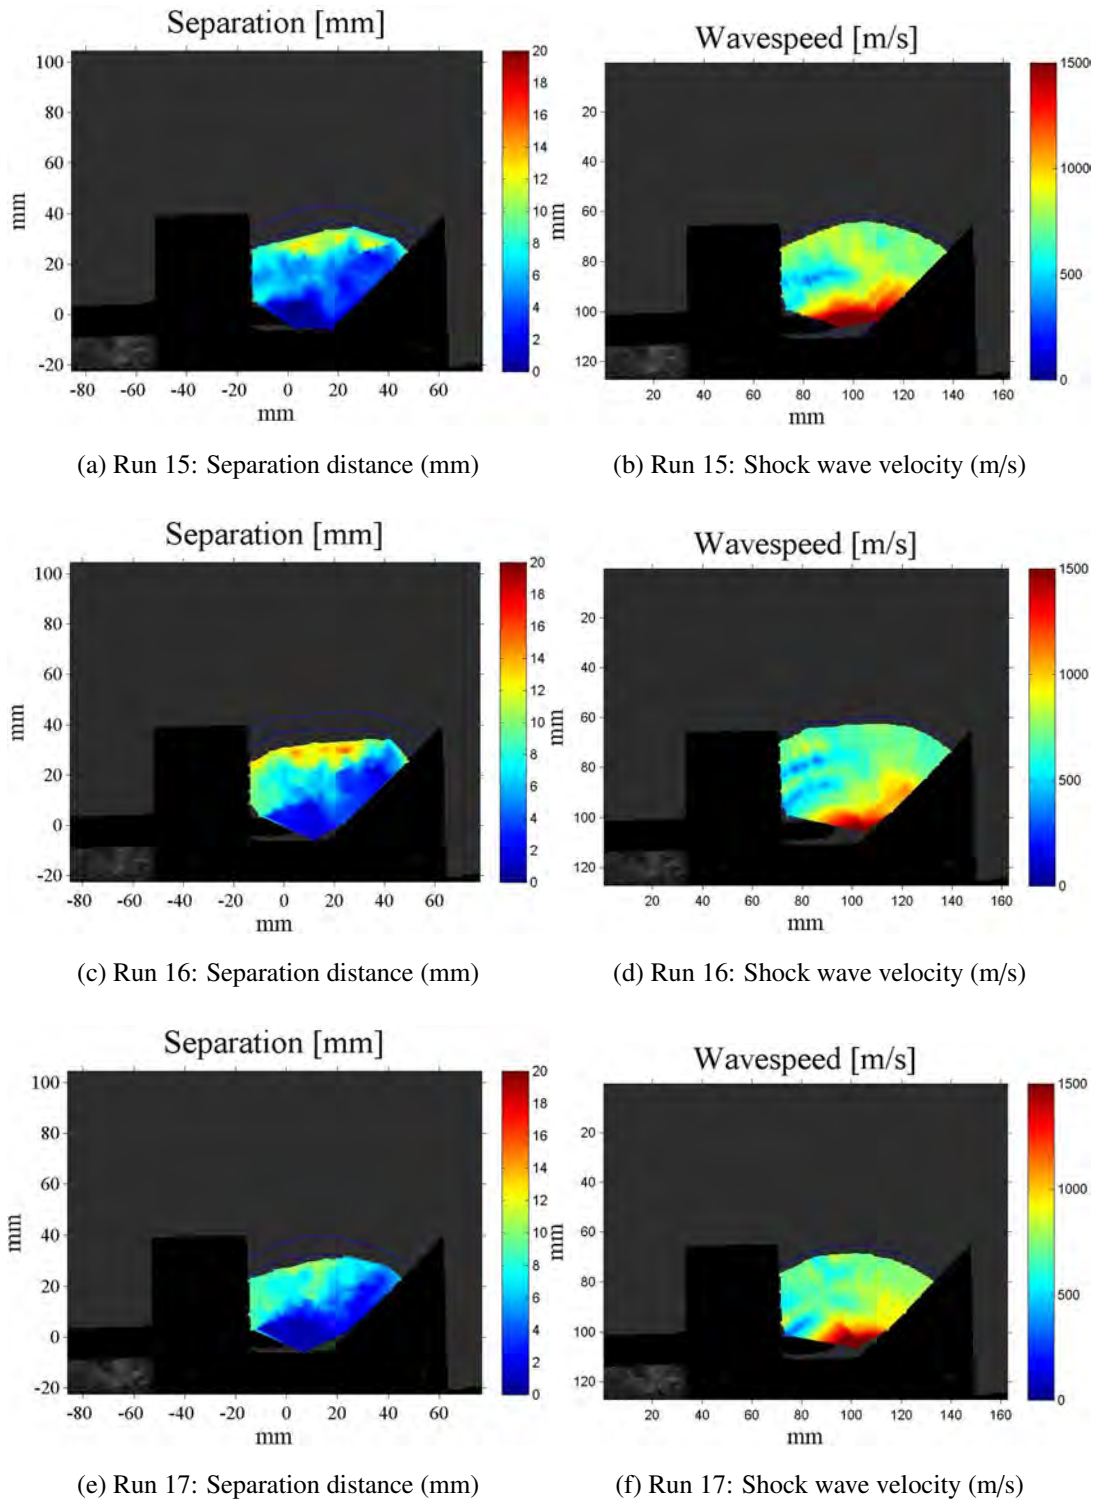 Separation [mm]
Wavespeed [m/s]
100
80
60
40
20
0
-20
mm
-80 -60 -40 -20 0 20 40 60
mm
20
18
16
14
12
10
8
6
4
2
0
20
40
60
80
100
120
mm
20 40 60 80 100 120 140 160
mm
1500
1000
500
0
(a) Run 15: Separation distance (mm)
(b) Run 15: Shock wave velocity (m/s)
Separation [mm]
Wavespeed [m/s]
100
80
60
40
20
0
-20
mm
-80 -60 -40 -20 0 20 40 60
mm
20
18
16
14
12
10
8
6
4
2
0
20
40
60
80
100
120
mm
20 40 60 80 100 120 140 160
mm
1500
1000
500
0
(c) Run 16: Separation distance (mm)
(d) Run 16: Shock wave velocity (m/s)
Separation [mm]
Wavespeed [m/s]
100
80
60
40
20
0
-20
mm
-80 -60 -40 -20 0 20 40 60
mm
20
18
16
14
12
10
8
6
4
2
0
20
40
60
80
100
120
mm
20 40 60 80 100 120 140 160
mm
1500
1000
500
0
(e) Run 17: Separation distance (mm)
(f) Run 17: Shock wave velocity (m/s)